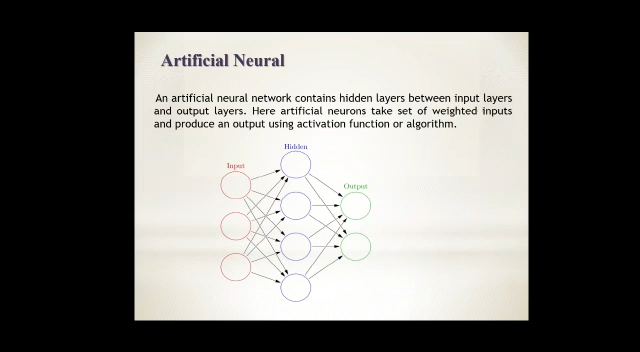 Artificial Neural
An artificial neural network contains hidden layers between input layers
and output layers. Here artificial neurons take set of weighted inputs
and produce an output using activation function or algorithm.
Hidden
Input
Output